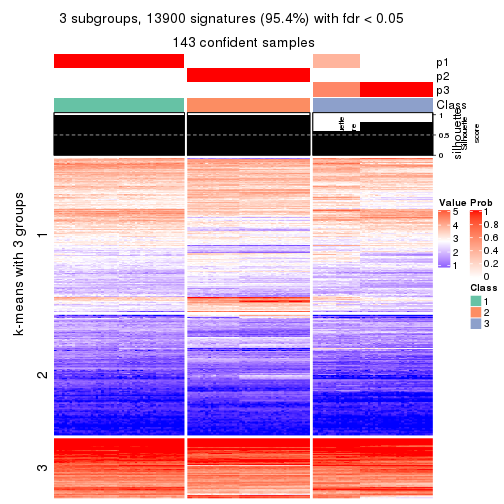 3 subgroups, 13900 signatures (95.4%) with fdr < 0.05
143 confident samples
p1
p2
p3
Class
1
0.5
0
silhouette
Silhouette
score
k-means with 3 groups
1
2
3
Value
5
4
3
2
1
Prob
1
0.8
0.6
0.4
0.2
0
Class
1
2
3